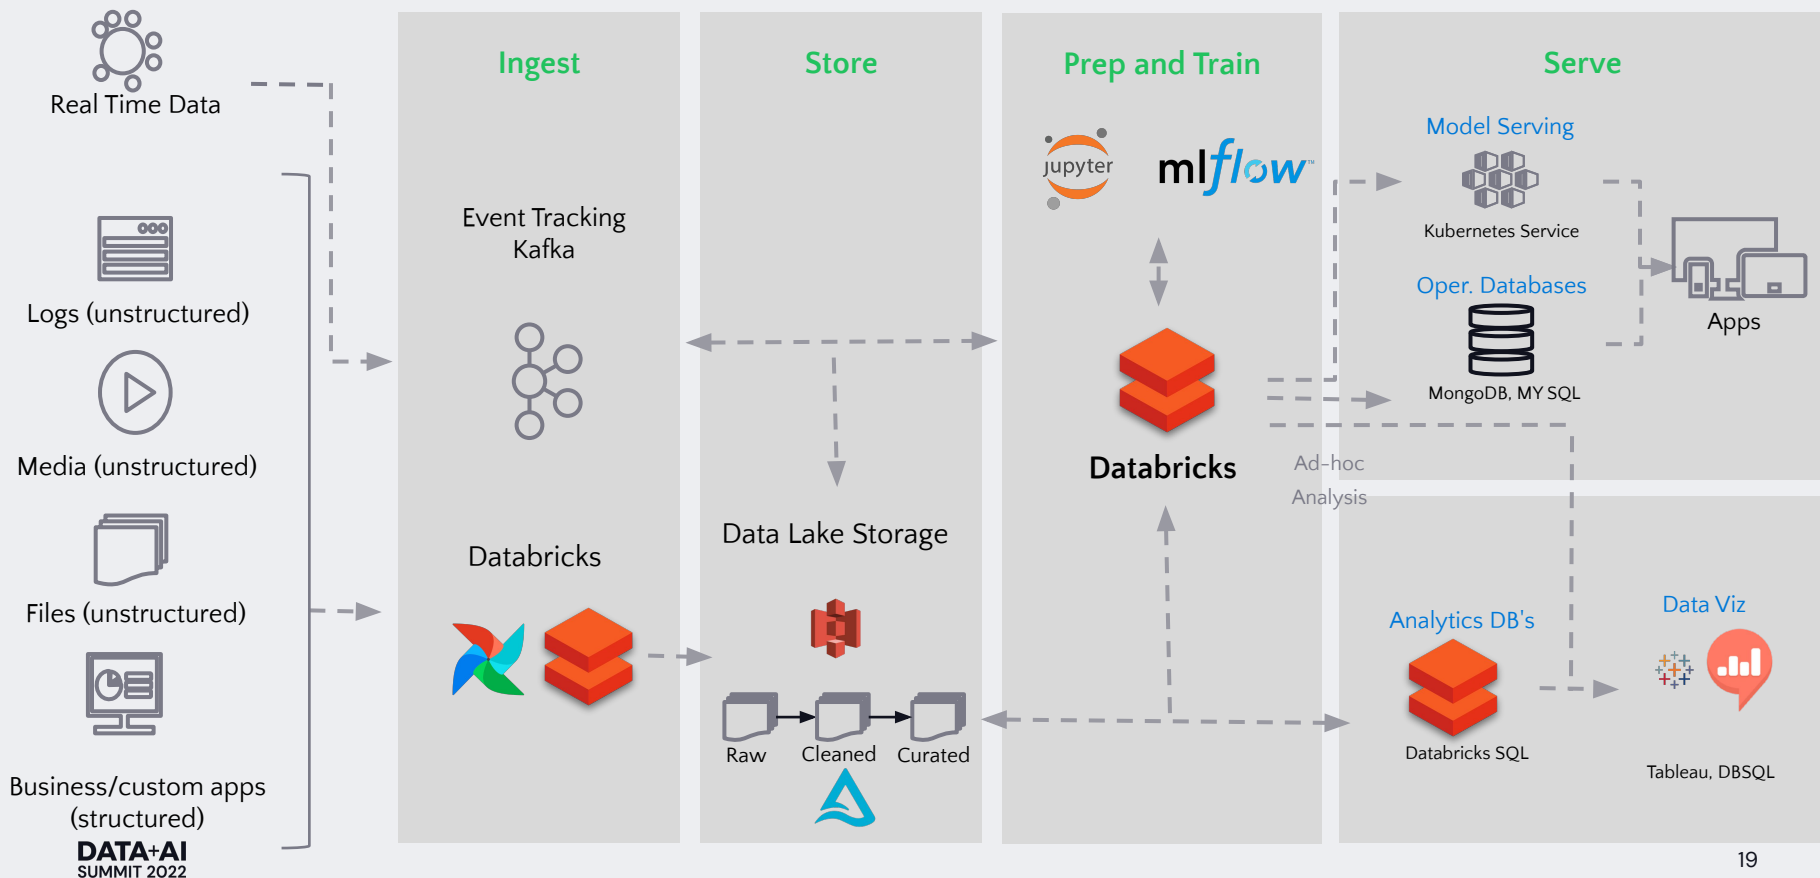 Real Time Data
Logs (unstructured)
Media (unstructured)
Files (unstructured)
Business/custom apps
(structured)
DATA+AI
SUMMIT 2022
Ingest
Event Tracking
Kafka
Databricks
Store
Data Lake Storage
Raw
Cleaned
Curated
Prep and Train
jupyter
mlflow™
Databricks
Ad-hoc
Analysis
Serve
Model Serving
Kubernetes Service
Oper. Databases
MongoDB, MY SQL
Apps
Analytics DB's
Databricks SQL
Data Viz
Tableau, DBSQL
19